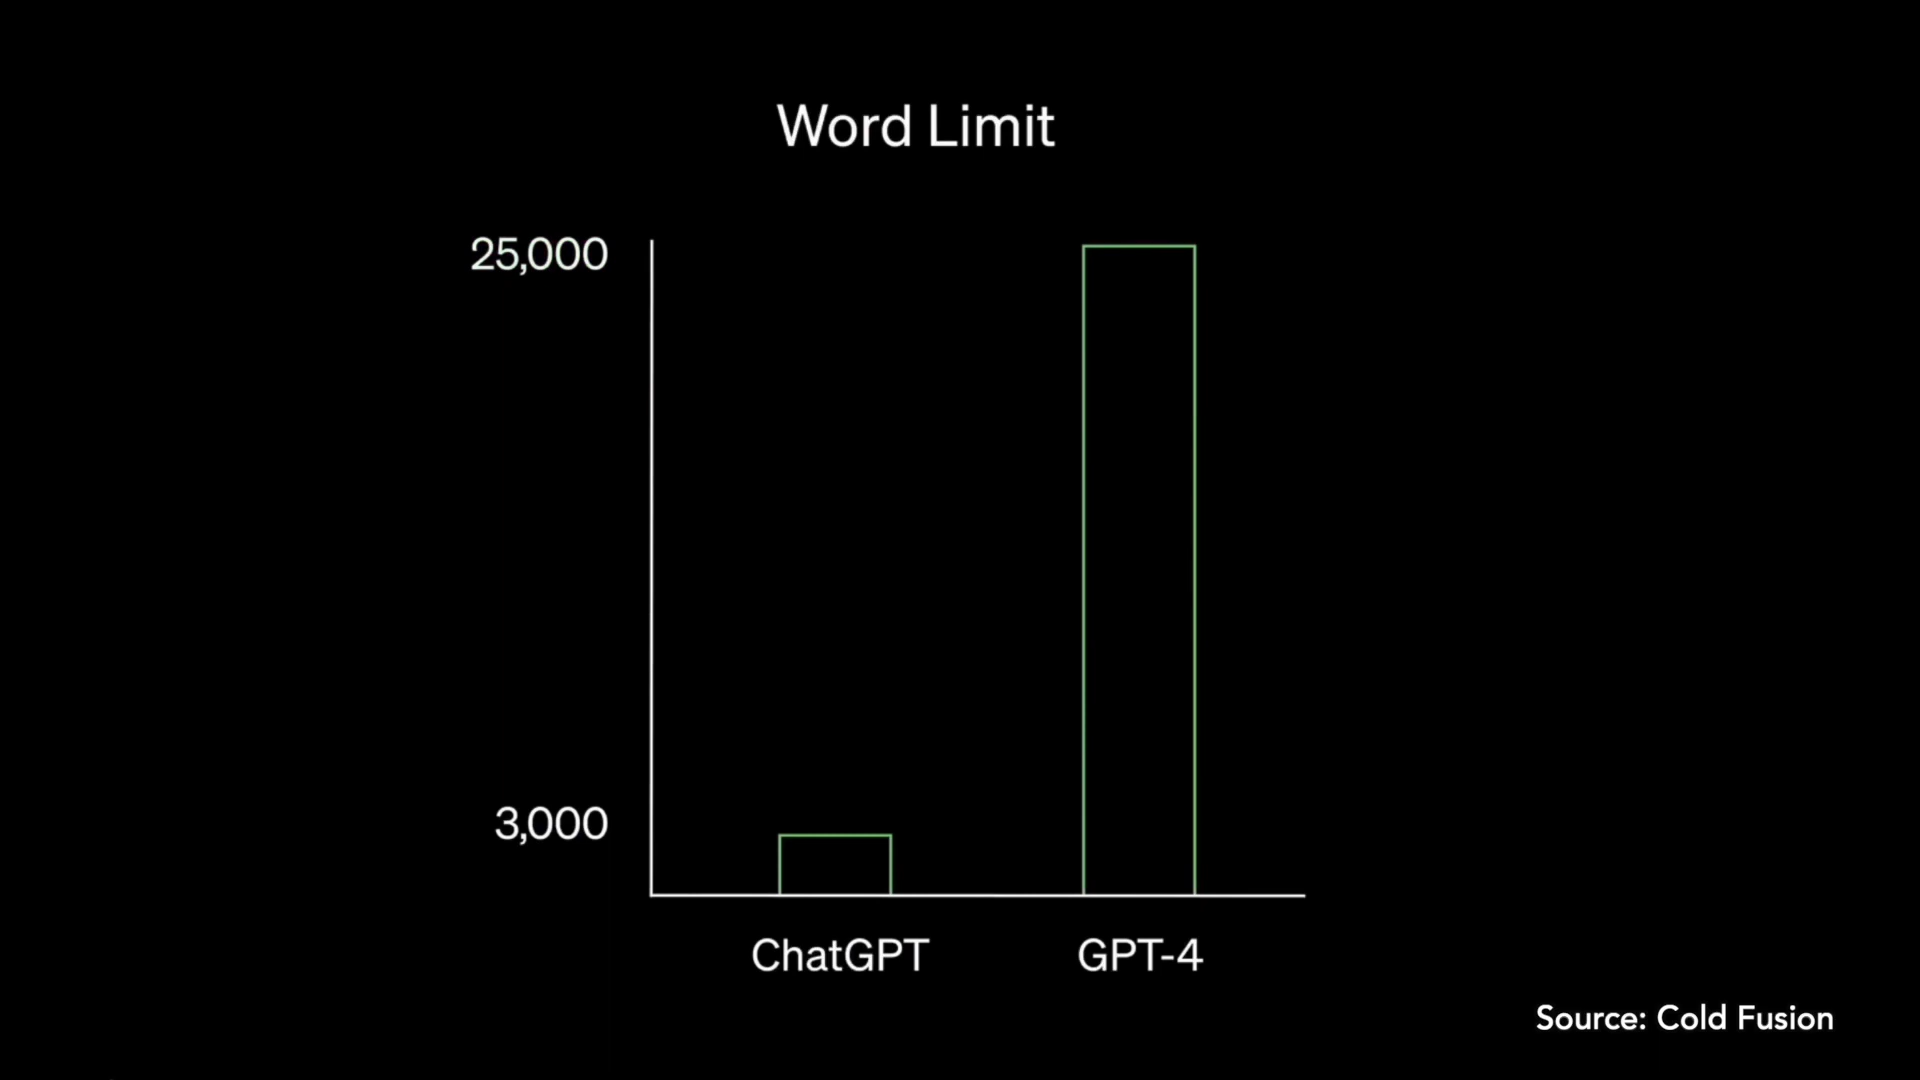 Word Limit
25,000
3,000
ChatGPT
GPT-4
Source: Cold Fusion